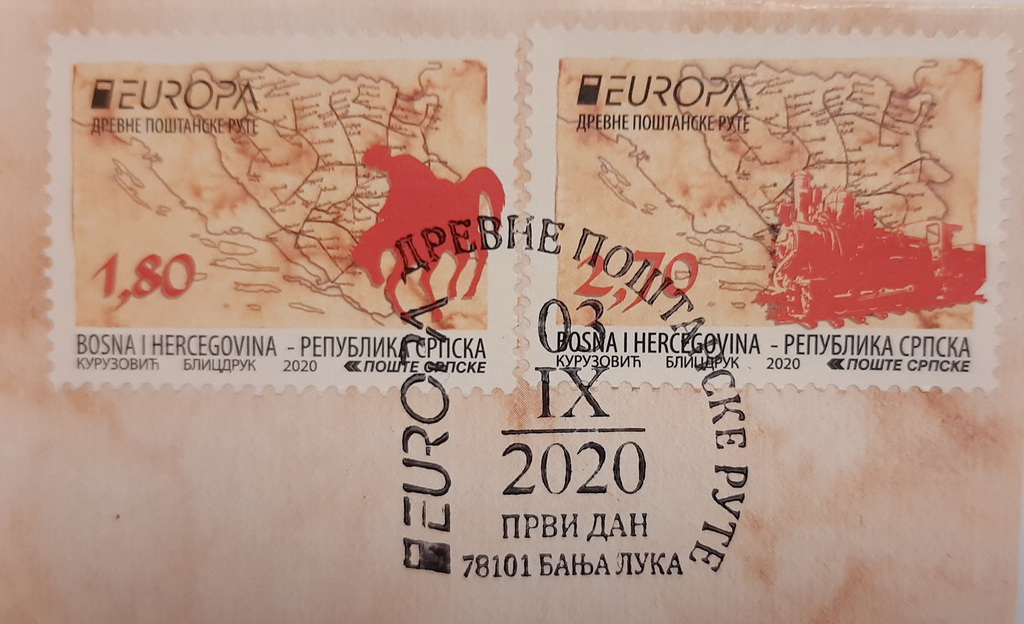 EUROPA
ДРЕВНЕ ПОШТАНСКЕ РУТЕ
1,80
BOSNA I HERCEGOVINA - РЕПУБЛИКА СРПСКА
КУРУЗОВИЋ БЛИЦДРУК 2020 ПОШТЕ СРПСКЕ
EUROPA
ДРЕВНЕ ПОШТАНСКЕ РУТЕ
2,70
BOSNA I HERCEGOVINA - РЕПУБЛИКА СРПСКА
КУРУЗОВИЋ БЛИЦДРУК 2020 ПОШТЕ СРПСКЕ
EUROPA
ДРЕВНЕ ПОШТАНСКЕ РУТЕ
03
IX
2020
ПРВИ ДАН
78101 БАЊА ЛУКА